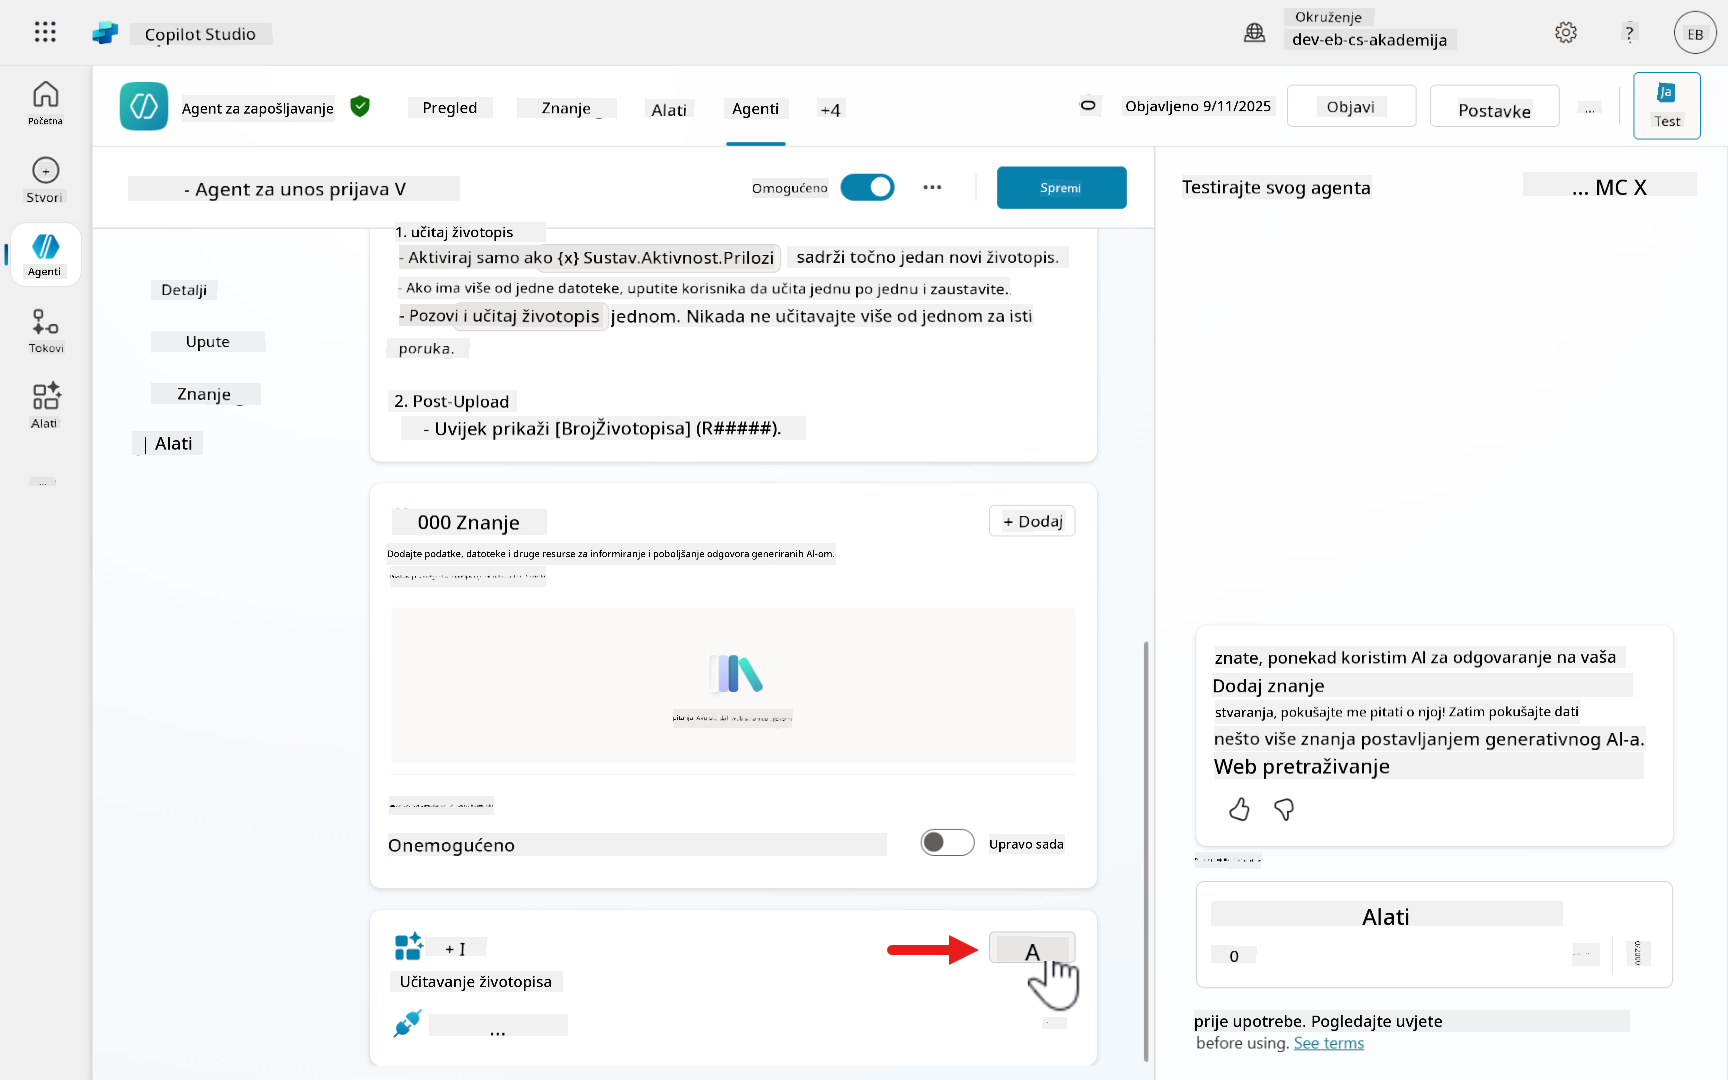 Copilot Studio
Okruženje
dev-eb-cs-akademija
?
EB
Početna
Stvori
Agenti
Tokovi
Alati
...
Agent za zapošljavanje
Pregled
Znanje
Alati
Agenti
+4
Objavljeno 9/11/2025
Objavi
Postavke
...
Ja
Test
- Agent za unos prijava V
Omogućeno
...
Spremi
Detalji
Upute
Znanje
| Alati
1. učitaj životopis
- Aktiviraj samo ako {x} Sustav.Aktivnost.Prilozi sadrži točno jedan novi životopis.
- Ako ima više od jedne datoteke, uputite korisnika da učita jednu po jednu i zaustavite..
- Pozovi i učitaj životopis jednom. Nikada ne učitavajte više od jednom za isti
poruka.
2. Post-Upload
- Uvijek prikaži [BrojŽivotopisa] (R#####).
000 Znanje
+ Dodaj
Dodajte podatke, datoteke i druge resurse za informiranje i poboljšanje odgovora generiranih AI-om.
Onemogućeno
Upravo sada
+ I
A
Učitavanje životopisa
...
Testirajte svog agenta
... MC X
znate, ponekad koristim AI za odgovaranje na vaša
Dodaj znanje
stvaranja, pokušajte me pitati o njoj! Zatim pokušajte dati
nešto više znanja postavljanjem generativnog AI-a.
Web pretraživanje
Alati
0
0/2000
prije upotrebe. Pogledajte uvjete
before using. See terms